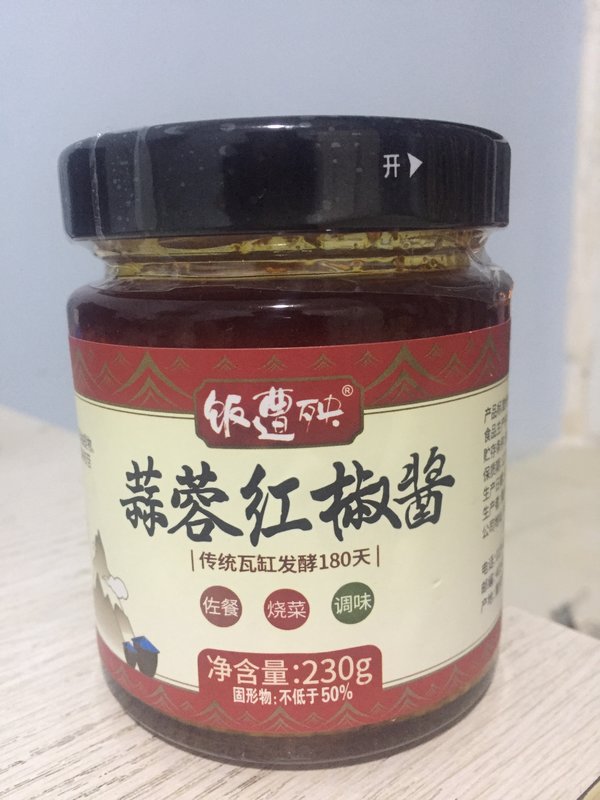 开
饭遭殃®
蒜蓉红椒酱
传统瓦缸发酵180天
佐餐 烧菜 调味
净含量:230g
固形物:不低于50%